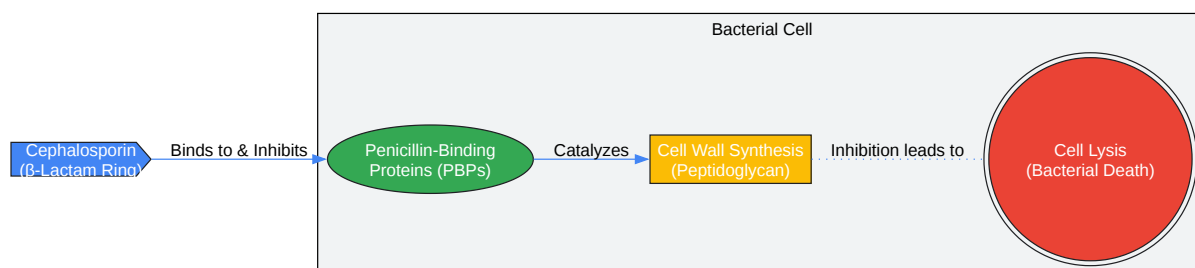 Bacterial Cell
Cephalosporin
(β-Lactam Ring)
Binds to & Inhibits
Penicillin-Binding
Proteins (PBPs)
Catalyzes
Cell Wall Synthesis
(Peptidoglycan)
Inhibition leads to
Cell Lysis
(Bacterial Death)